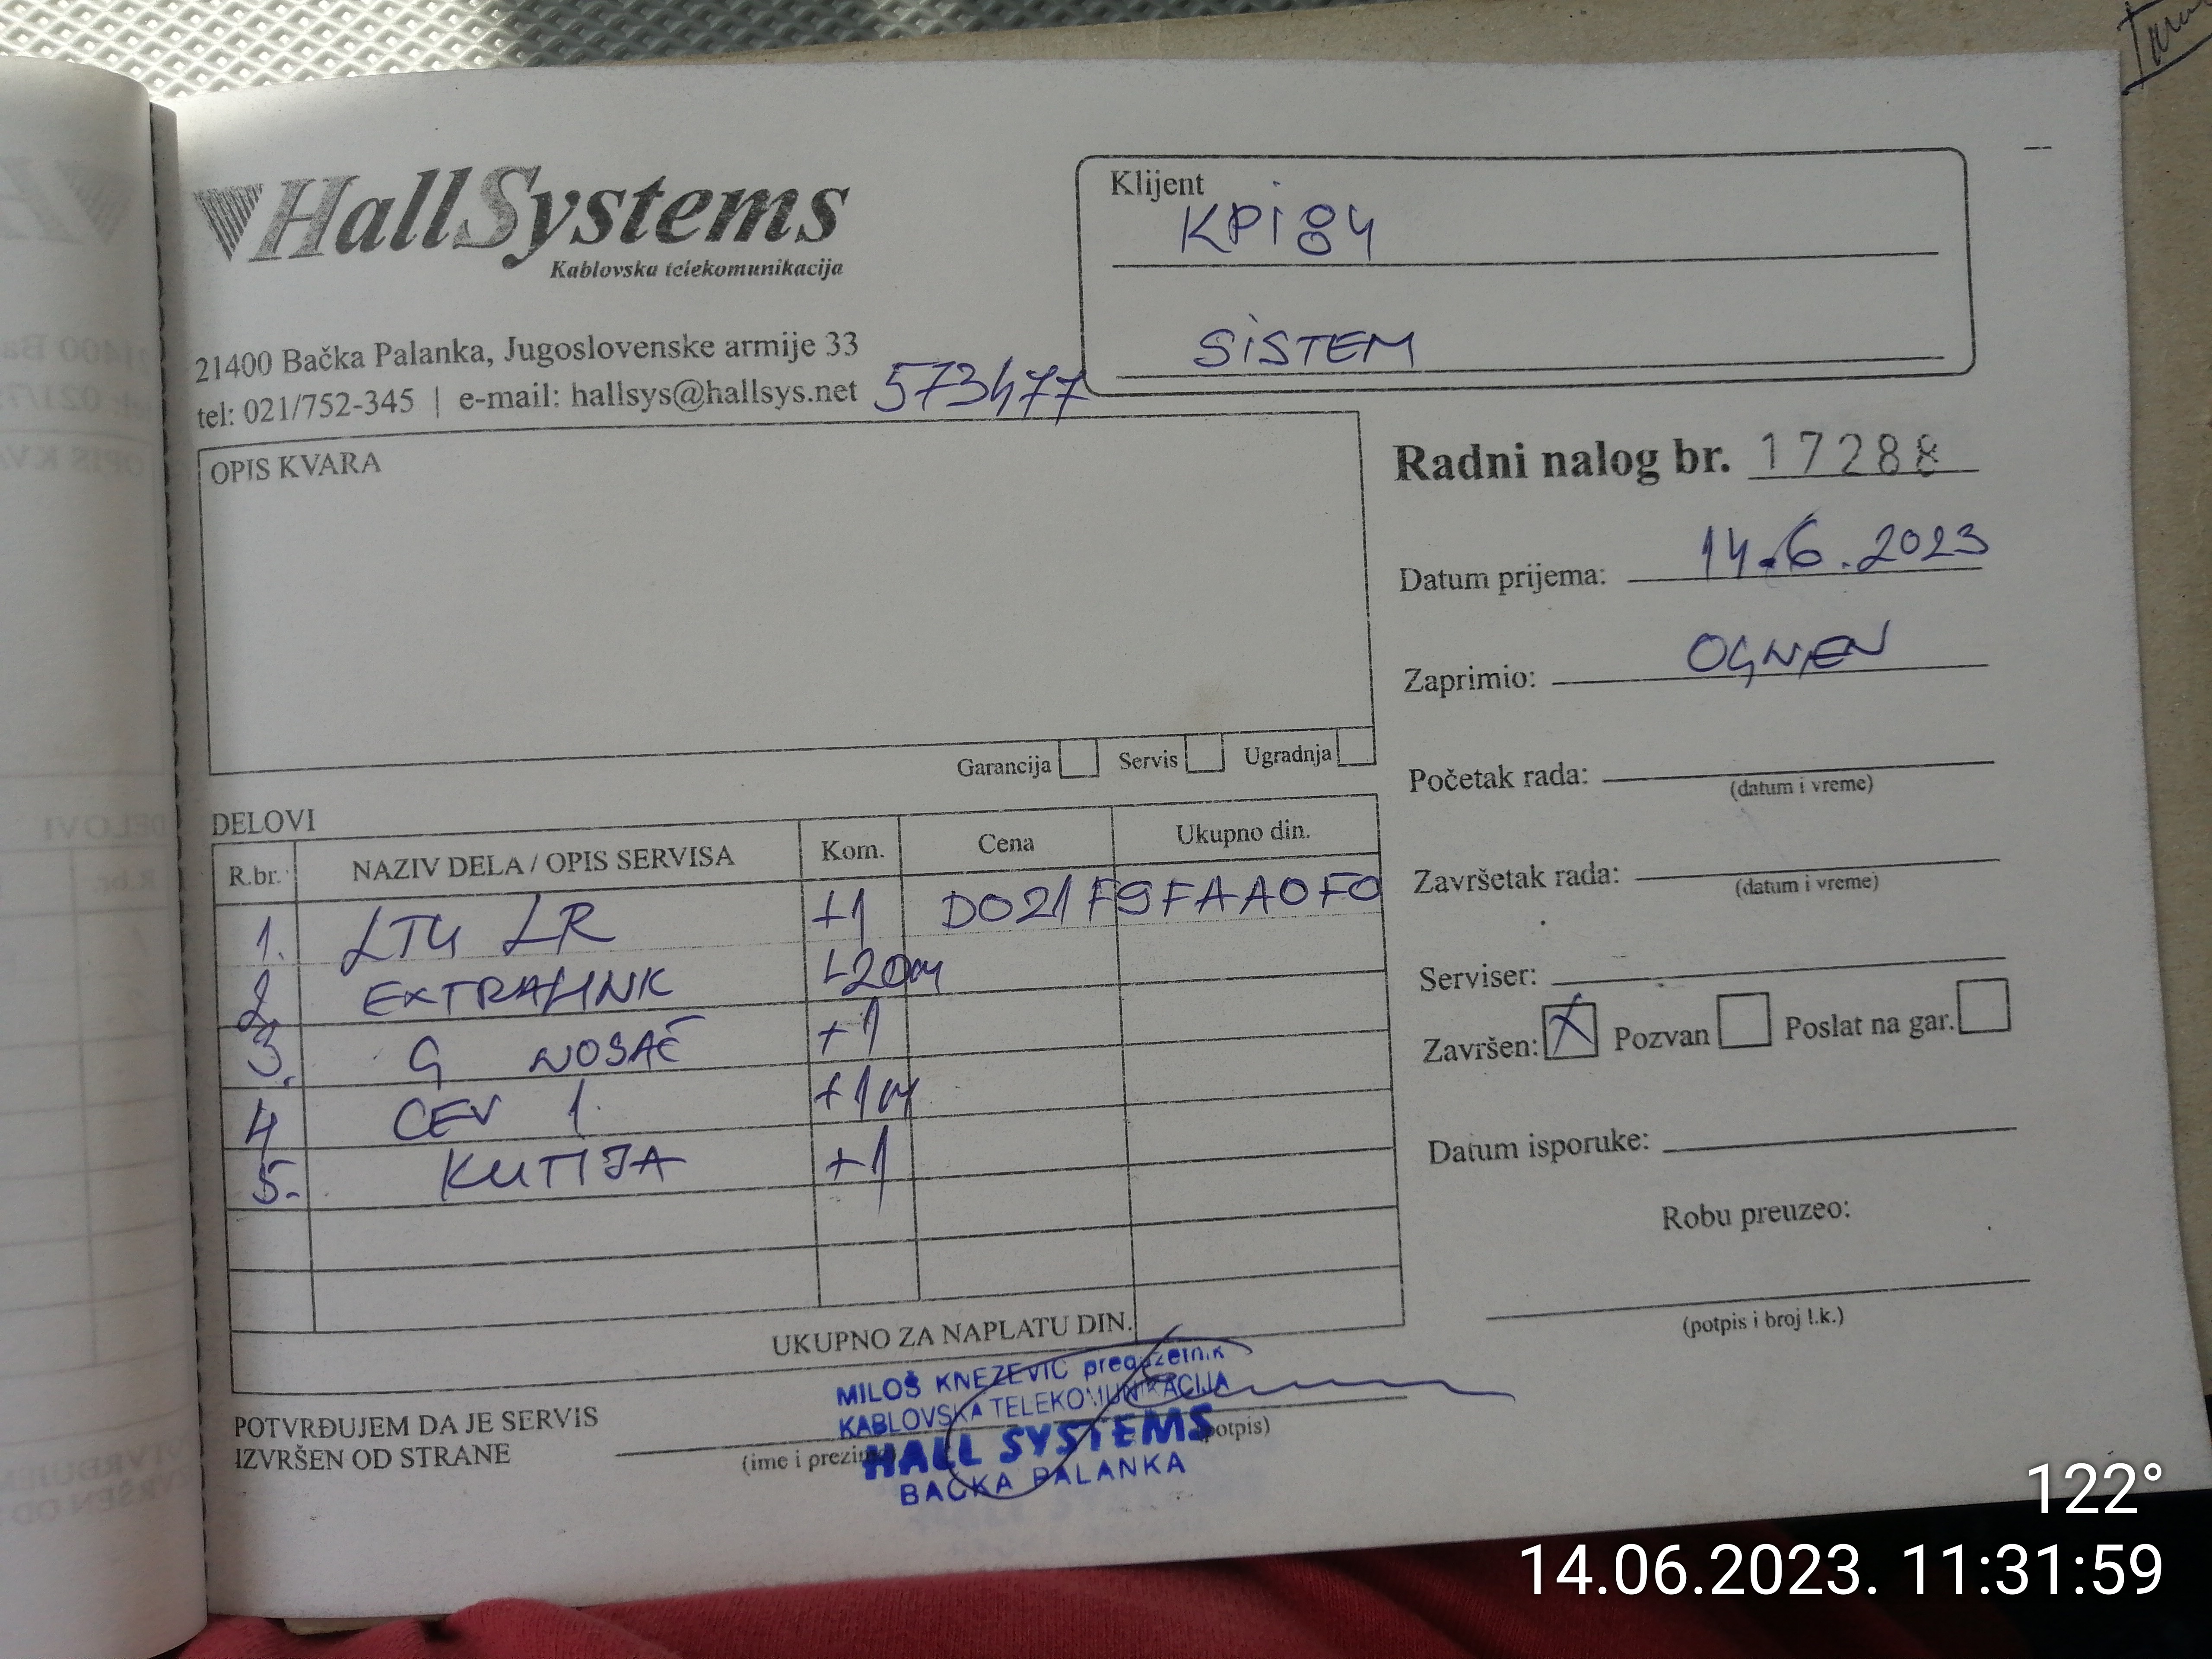 HallSystems
Kablovska telekomunikacija
21400 Bačka Palanka, Jugoslovenske armije 33
tel: 021/752-345 | e-mail: hallsys@hallsys.net 573477
Klijent
KPi84
SiSTEM
OPIS KVARA
Garancija Servis Ugradnja
Radni nalog br. 17288
Datum prijema: 14.6.2023
Zaprimio: OGNJEN
Početak rada:
(datum i vreme)
Završetak rada:
(datum i vreme)
Serviser:
Završen: X Pozvan Poslat na gar.
Datum isporuke:
Robu preuzeo:
(potpis i broj l.k.)
DELOVI
R.br. NAZIV DELA / OPIS SERVISA Kom. Cena Ukupno din.
1. LTU LR +1 D021F9FAA0F0
2. EXTRALINK +20m
3. G NOSAČ +1
4 CEV 1 +1m
5. KUTIJA +1
UKUPNO ZA NAPLATU DIN.
POTVRĐUJEM DA JE SERVIS
IZVRŠEN OD STRANE
(ime i prezime) (potpis)
MILOŠ KNEŽEVIĆ preduzetnik
KABLOVSKA TELEKOMUNIKACIJA
HALL SYSTEMS
BAČKA PALANKA
122°
14.06.2023. 11:31:59